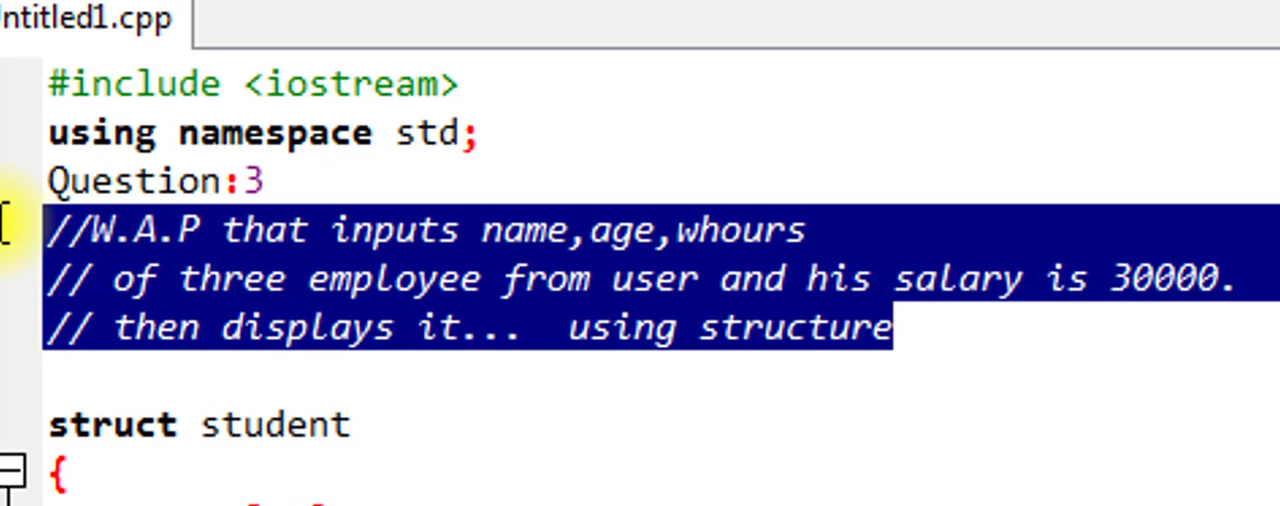 ntitled1.cpp
#include <iostream>
using namespace std;
Question:3
//W.A.P that inputs name,age,whours
// of three employee from user and his salary is 30000.
// then displays it...  using structure
struct student
{